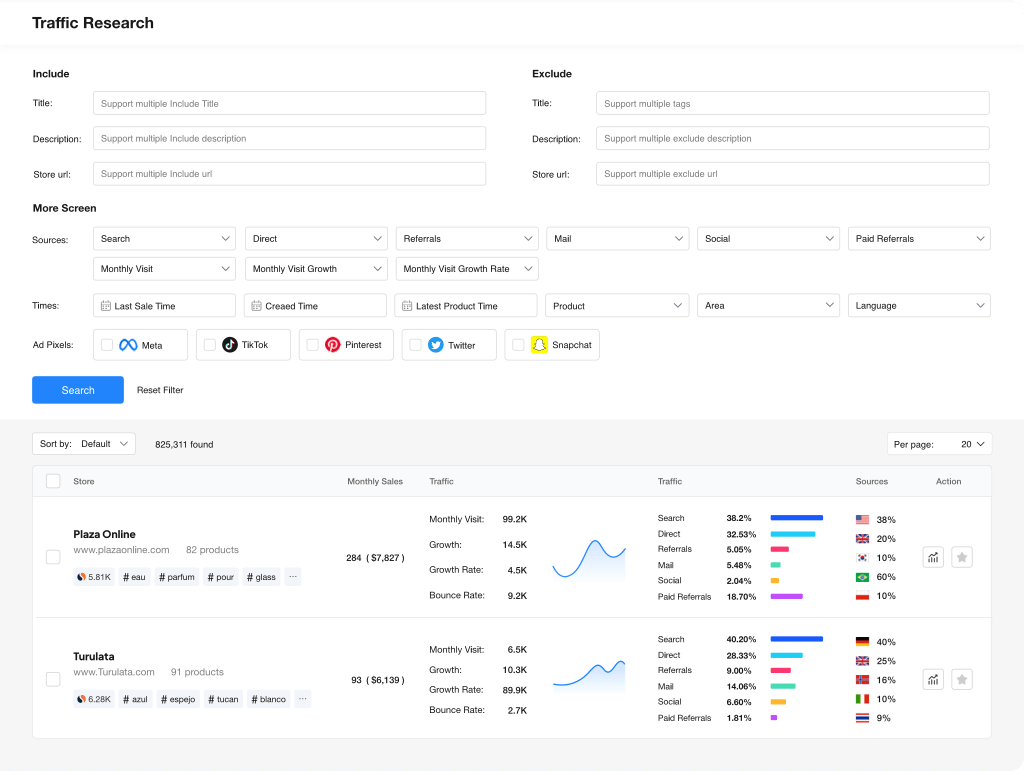 Traffic Research
Include
Exclude
Title:
Support multiple Include Title
Title:
Support multiple tags
Description:
Support multiple Include description
Description:
Support multiple exclude description
Store url:
Support multiple Include url
Store url:
Support multiple exclude url
More Screen
Sources:
Search
Direct
Referrals
Mail
Social
Paid Referrals
Monthly Visit
Monthly Visit Growth
Monthly Visit Growth Rate
Times:
Last Sale Time
Creaed Time
Latest Product Time
Product
Area
Language
Ad Pixels:
Meta
TikTok
Pinterest
Twitter
Snapchat
Search
Reset Filter
Sort by: Default
825,311 found
Per page: 20
Store
Monthly Sales
Traffic
Traffic
Sources
Action
Plaza Online
www.plazaonline.com
82 products
5.81K
# eau
# parfum
# pour
# glass
...
284 ( $7,827 )
Monthly Visit: 99.2K
Growth: 14.5K
Growth Rate: 4.5K
Bounce Rate: 9.2K
Search 38.2%
Direct 32.53%
Referrals 5.05%
Mail 5.48%
Social 2.04%
Paid Referrals 18.70%
38%
20%
10%
60%
10%
Turulata
www.Turulata.com
91 products
6.28K
# azul
# espejo
# tucan
# blanco
...
93 ( $6,139 )
Monthly Visit: 6.5K
Growth: 10.3K
Growth Rate: 89.9K
Bounce Rate: 2.7K
Search 40.20%
Direct 28.33%
Referrals 9.00%
Mail 14.06%
Social 6.60%
Paid Referrals 1.81%
40%
25%
16%
10%
9%